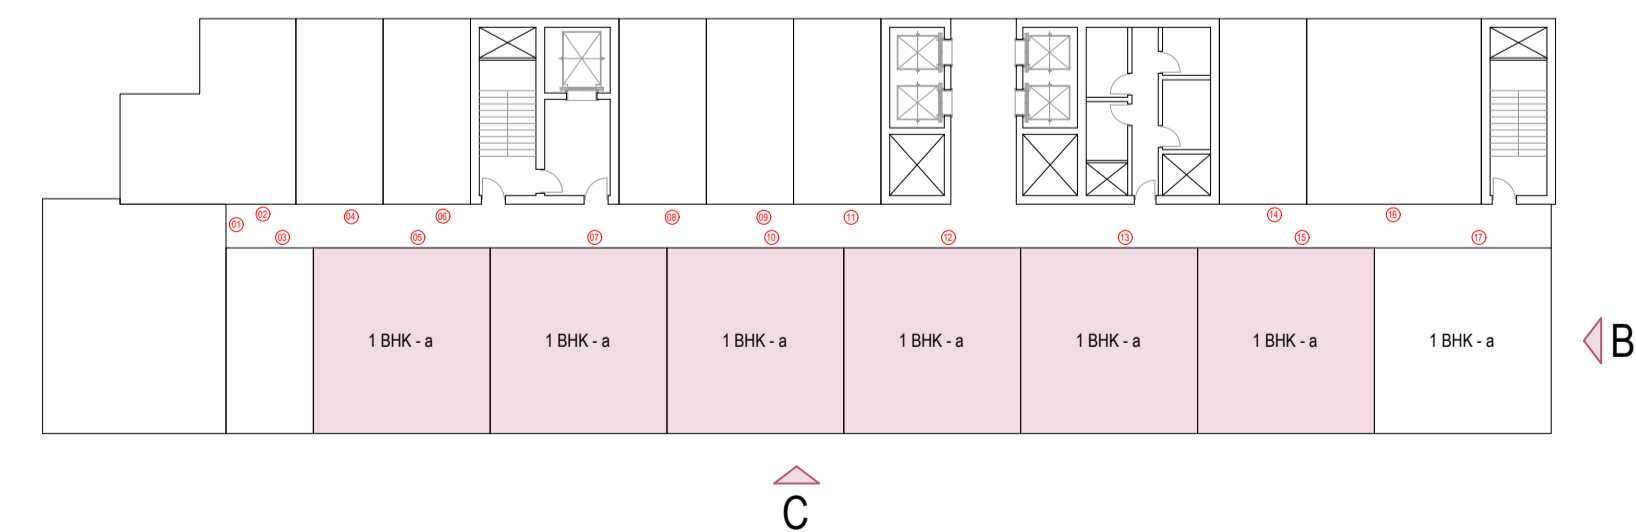 02 04 06 08 09 11 14 16
01 03 05 07 10 12 13 15 17
1 BHK - a 1 BHK - a 1 BHK - a 1 BHK - a 1 BHK - a 1 BHK - a 1 BHK - a
B
C